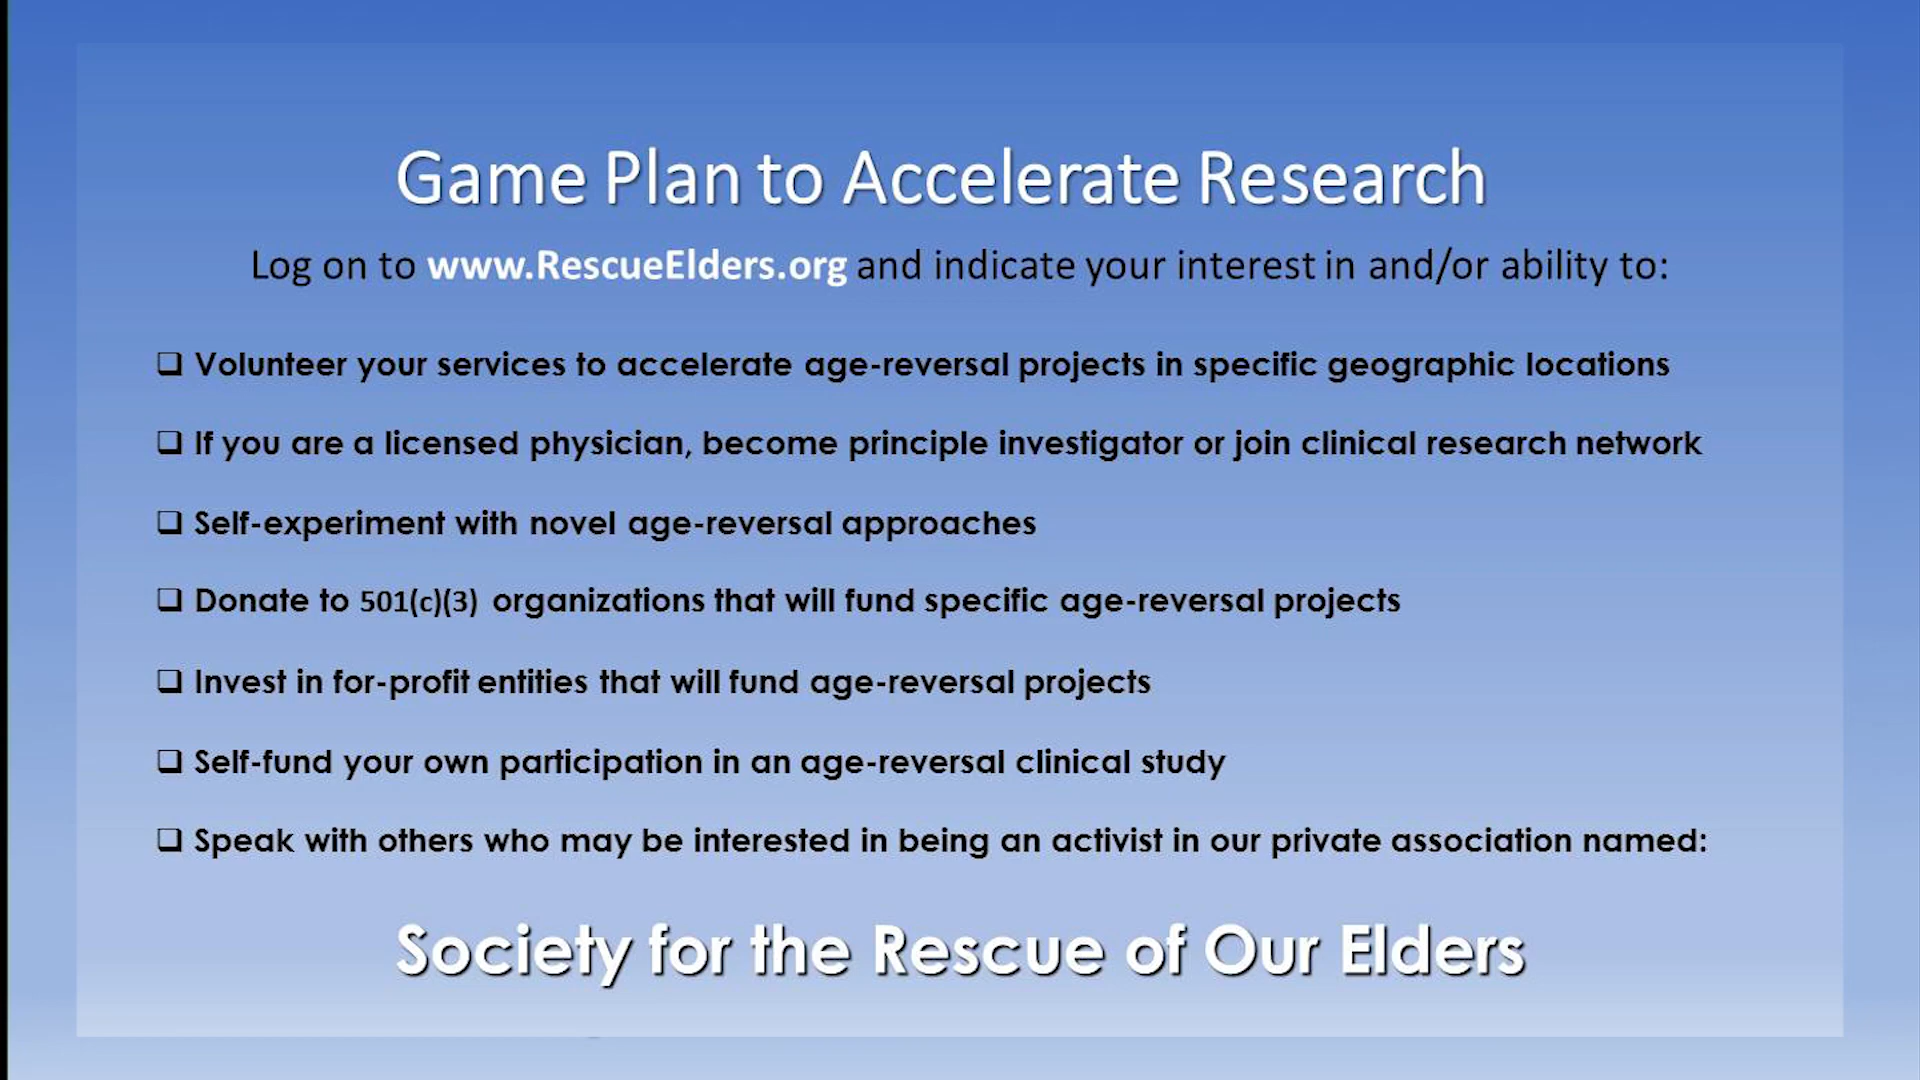 Game Plan to Accelerate Research
Log on to www.RescueElders.org and indicate your interest in and/or ability to:
❑ Volunteer your services to accelerate age-reversal projects in specific geographic locations
❑ If you are a licensed physician, become principle investigator or join clinical research network
❑ Self-experiment with novel age-reversal approaches
❑ Donate to 501(c)(3) organizations that will fund specific age-reversal projects
❑ Invest in for-profit entities that will fund age-reversal projects
❑ Self-fund your own participation in an age-reversal clinical study
❑ Speak with others who may be interested in being an activist in our private association named:
Society for the Rescue of Our Elders